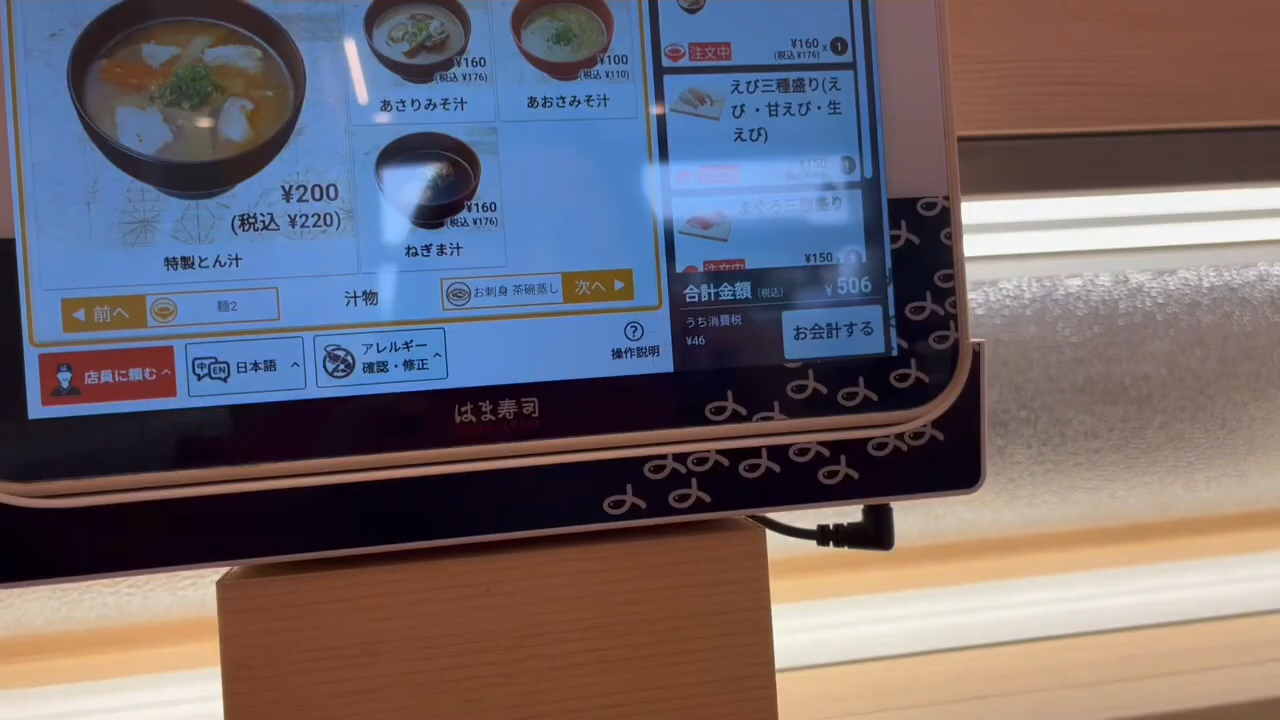 ¥200
(税込 ¥220)
特製とん汁
¥160
(税込 ¥176)
あさりみそ汁
¥100
(税込 ¥110)
あおさみそ汁
¥160
(税込 ¥176)
ねぎま汁
前へ
麺2
汁物
お刺身 茶碗蒸し
次へ
店員に頼む
中 EN
日本語
アレルギー
確認・修正
?
操作説明
注文中
¥160 x 1
(税込 ¥176)
えび三種盛り(え
び・甘えび・生
えび)
¥150
1
まぐろ三種盛り
注文中
¥150
合計金額 (税込) ¥506
うち消費税
¥46
お会計する
はま寿司